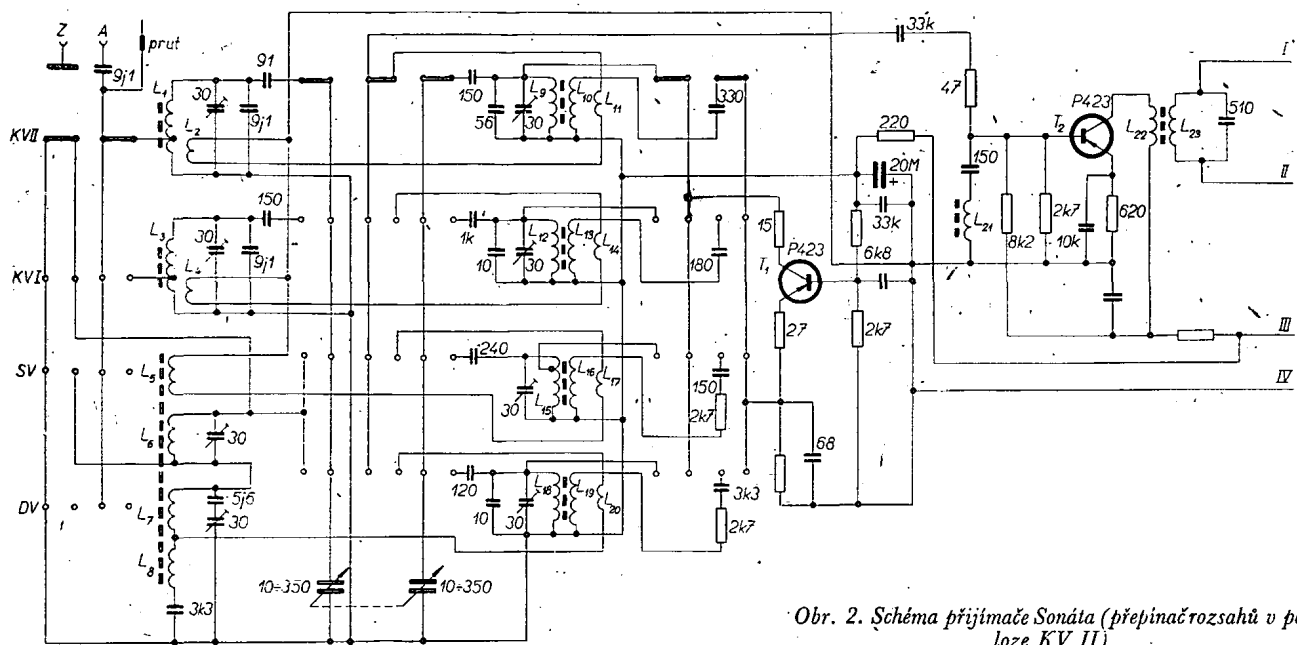 Z A prut
9j1
91
L1 30 9j1
L2
KVII
150 L9 L10 L11
56 30
330
33k
47
P423
T2
L22 L23 510
I
II
220
20M
+
33k
150
L21
8k2 2k7 10k 620
L3 30 9j1 150
L4
KVI
1k L12 L13 L14
10 30
180
15
P423
T1
6k8
27 2k7
III
IV
SV
L5
240 L16 L17
30 L15
150
2k7
L6 30
68
DV
L7 5j6
30
L8
3k3
120
10 30 L18 L19 L20
3k3
2k7
10÷350 10÷350
Obr. 2. Schéma přijímače Sonáta (přepínač rozsahů v po
loze KV II)